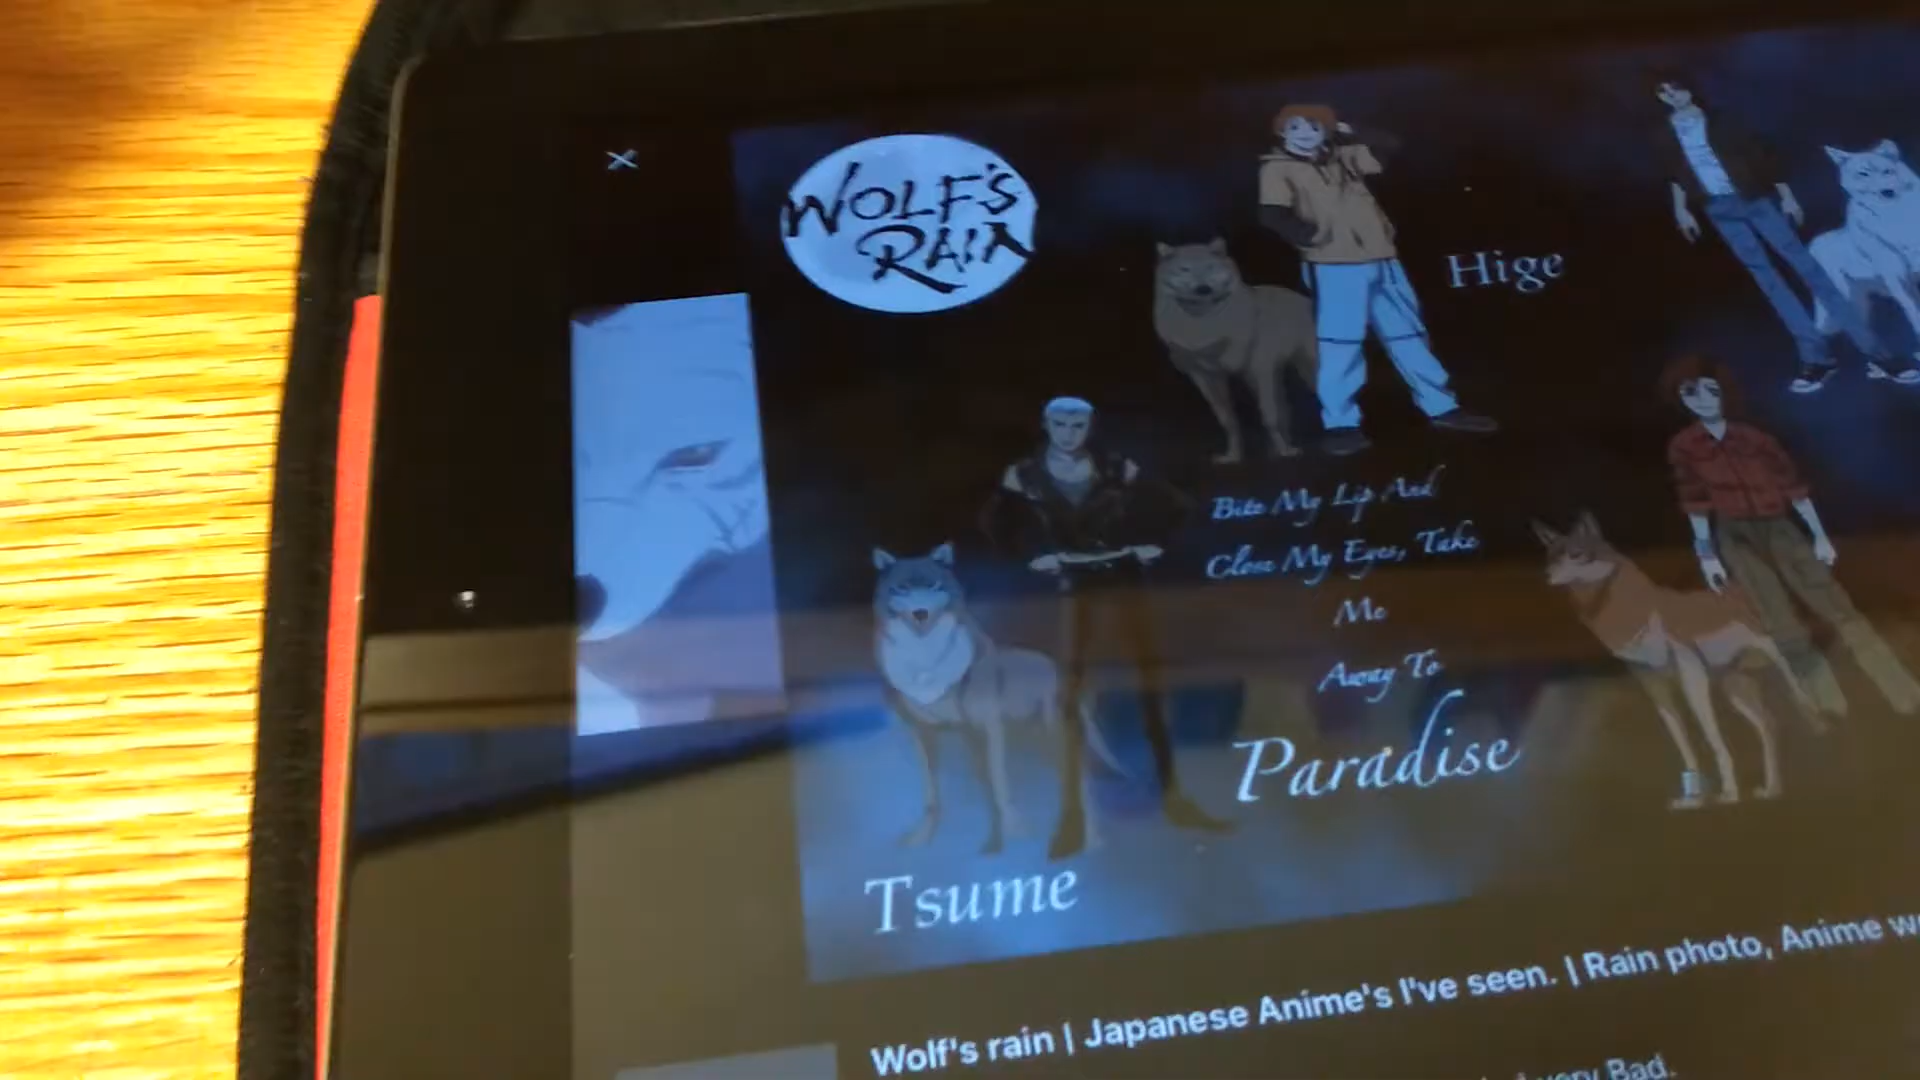 WOLF'S
RAIN
Hige
Bite My Lip And
Close My Eyes, Take
Me
Away To
Paradise
Tsume
Wolf's rain | Japanese Anime's I've seen. | Rain photo, Anime
very Bad.